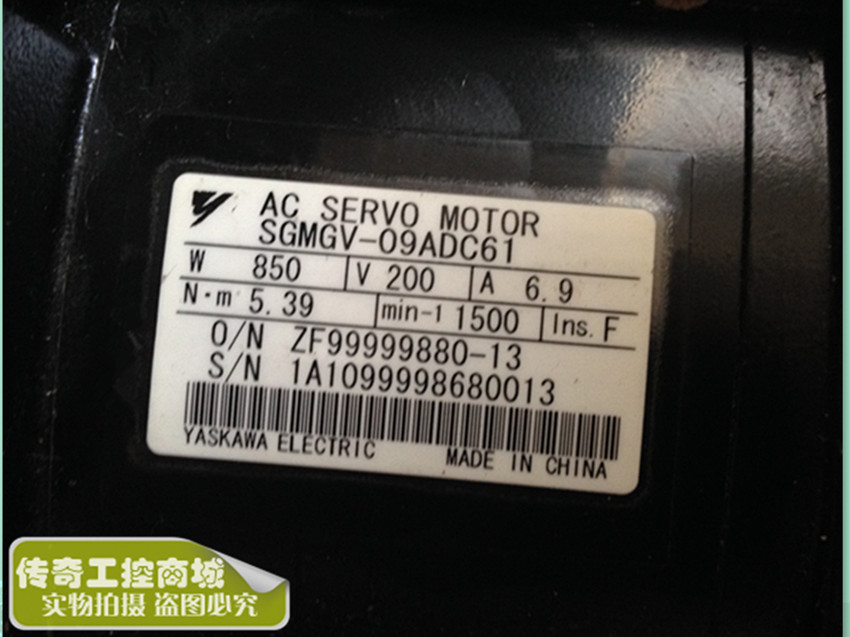 AC SERVO MOTOR
SGMGV-09ADC61
W 850 V 200 A 6.9
N·m 5.39 min-1 1500 Ins. F
O/N ZF99999880-13
S/N 1A1099998680013
YASKAWA ELECTRIC MADE IN CHINA
传奇工控商城
实物拍摄 盗图必究